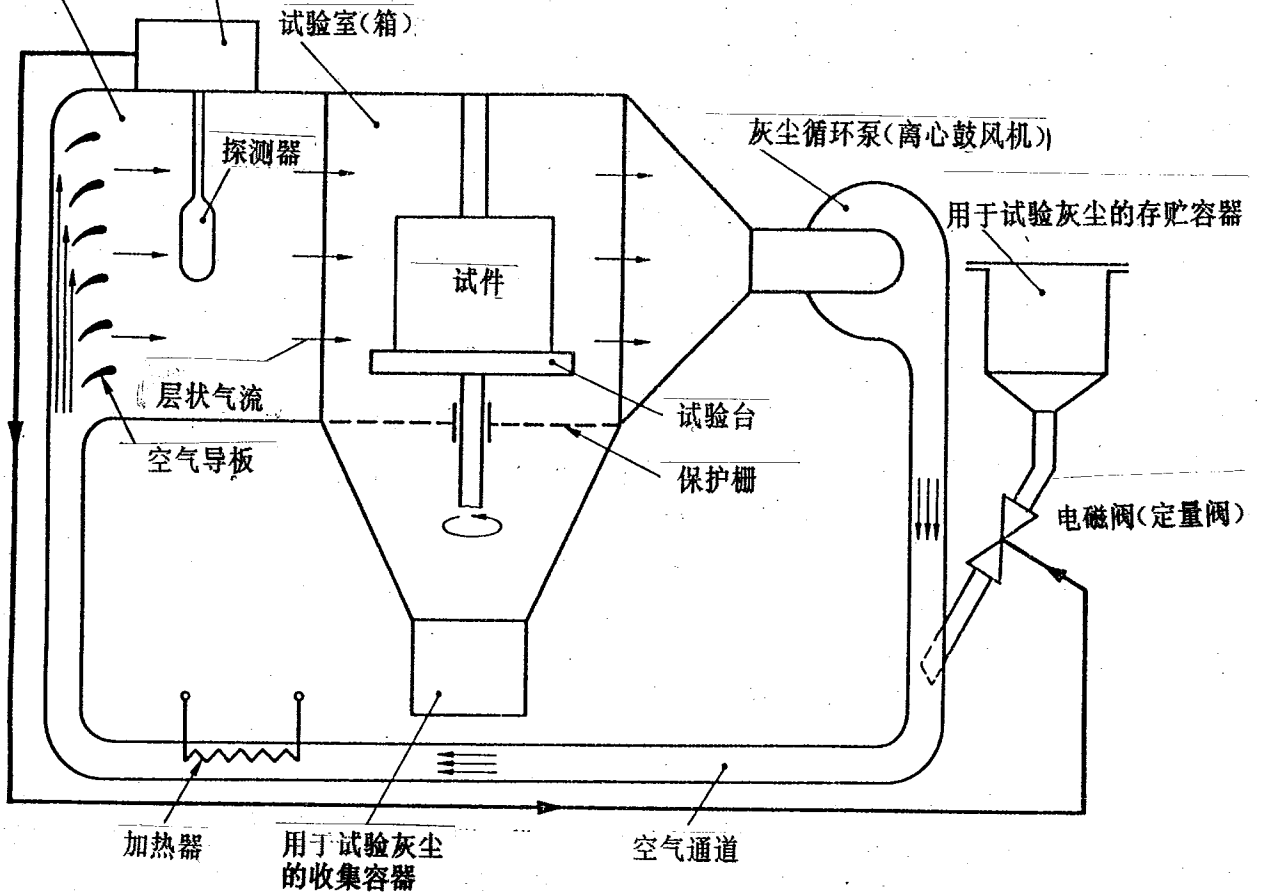 试验室(箱)
灰尘循环泵(离心鼓风机)
探测器
用于试验灰尘的存贮容器
试件
层状气流
试验台
空气导板
保护栅
电磁阀(定量阀)
加热器
用于试验灰尘
的收集容器
空气通道